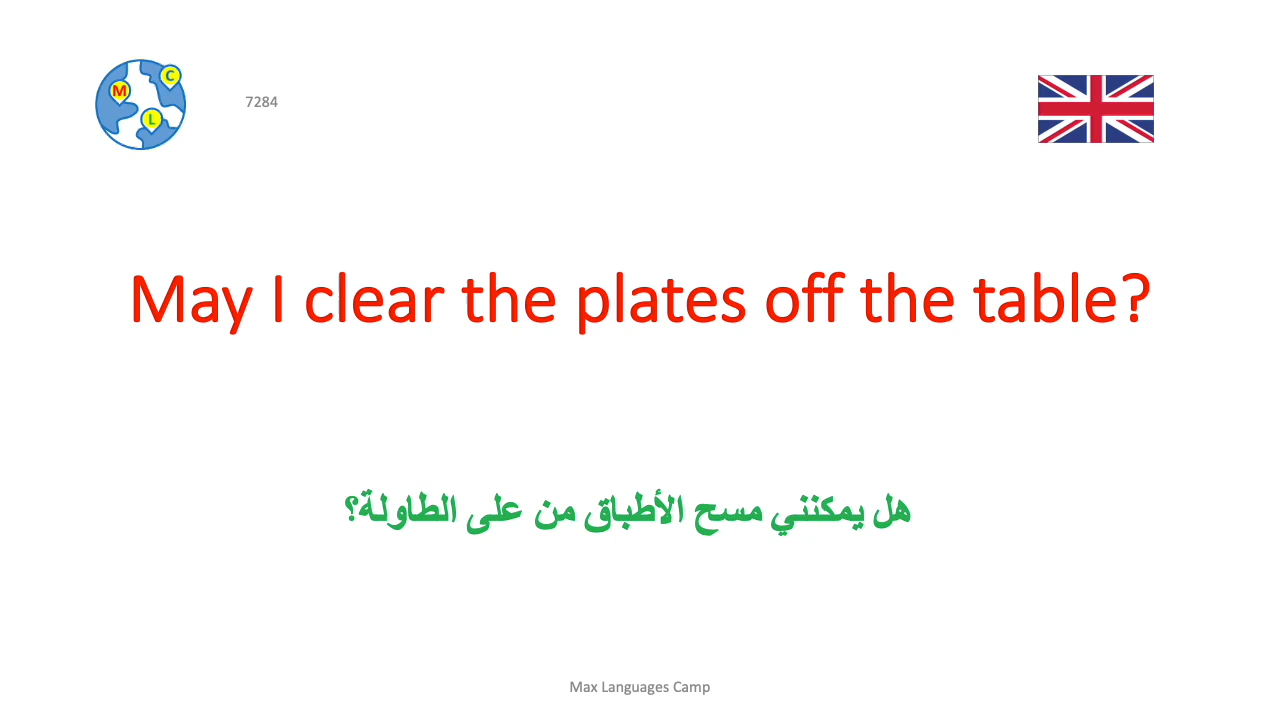 C
M
L
7284
May I clear the plates off the table?
هل يمكنني مسح الأطباق من على الطاولة؟
Max Languages Camp